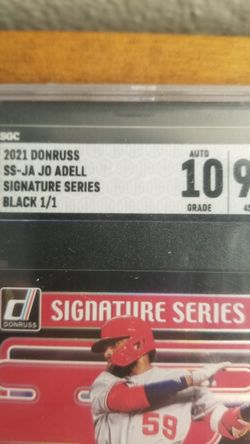 SGC
2021 DONRUSS
SS-JA JO ADELL
SIGNATURE SERIES
BLACK 1/1
AUTO
10
GRADE
9
45
DONRUSS
SIGNATURE SERIES
59